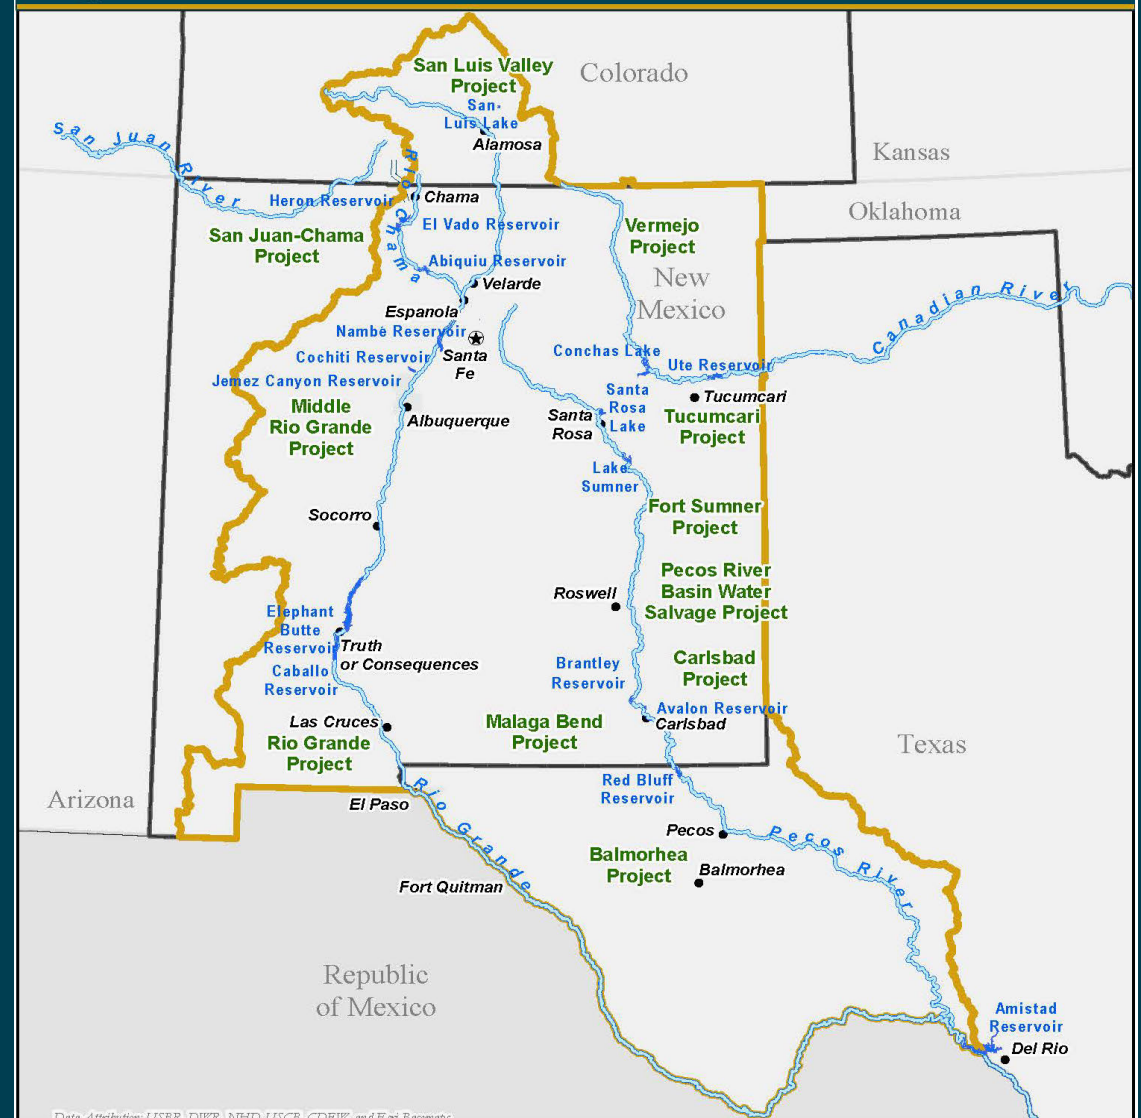 San Luis Valley
Project
Colorado
San
Luis Lake
Alamosa
San Juan River
Kansas
Rio Chama
Heron Reservoir
Chama
Oklahoma
El Vado Reservoir
San Juan-Chama
Project
Vermejo
Project
Abiquiu Reservoir
New
Mexico
Velarde
Espanola
Canadian River
Nambe Reservoir
Cochiti Reservoir
Santa
Fe
Conchas Lake
Ute Reservoir
Jemez Canyon Reservoir
Santa
Rosa
Lake
Tucumcari
Middle
Rio Grande
Project
Albuquerque
Santa
Rosa
Tucumcari
Project
Lake
Sumner
Socorro
Fort Sumner
Project
Pecos River
Basin Water
Salvage Project
Roswell
Elephant
Butte
Reservoir
Truth
or Consequences
Caballo
Reservoir
Brantley
Reservoir
Carlsbad
Project
Avalon Reservoir
Carlsbad
Las Cruces
Rio Grande
Project
Malaga Bend
Project
Texas
Arizona
El Paso
Rio Grande
Red Bluff
Reservoir
Pecos
Pecos River
Balmorhea
Project
Balmorhea
Fort Quitman
Republic
of Mexico
Amistad
Reservoir
Del Rio